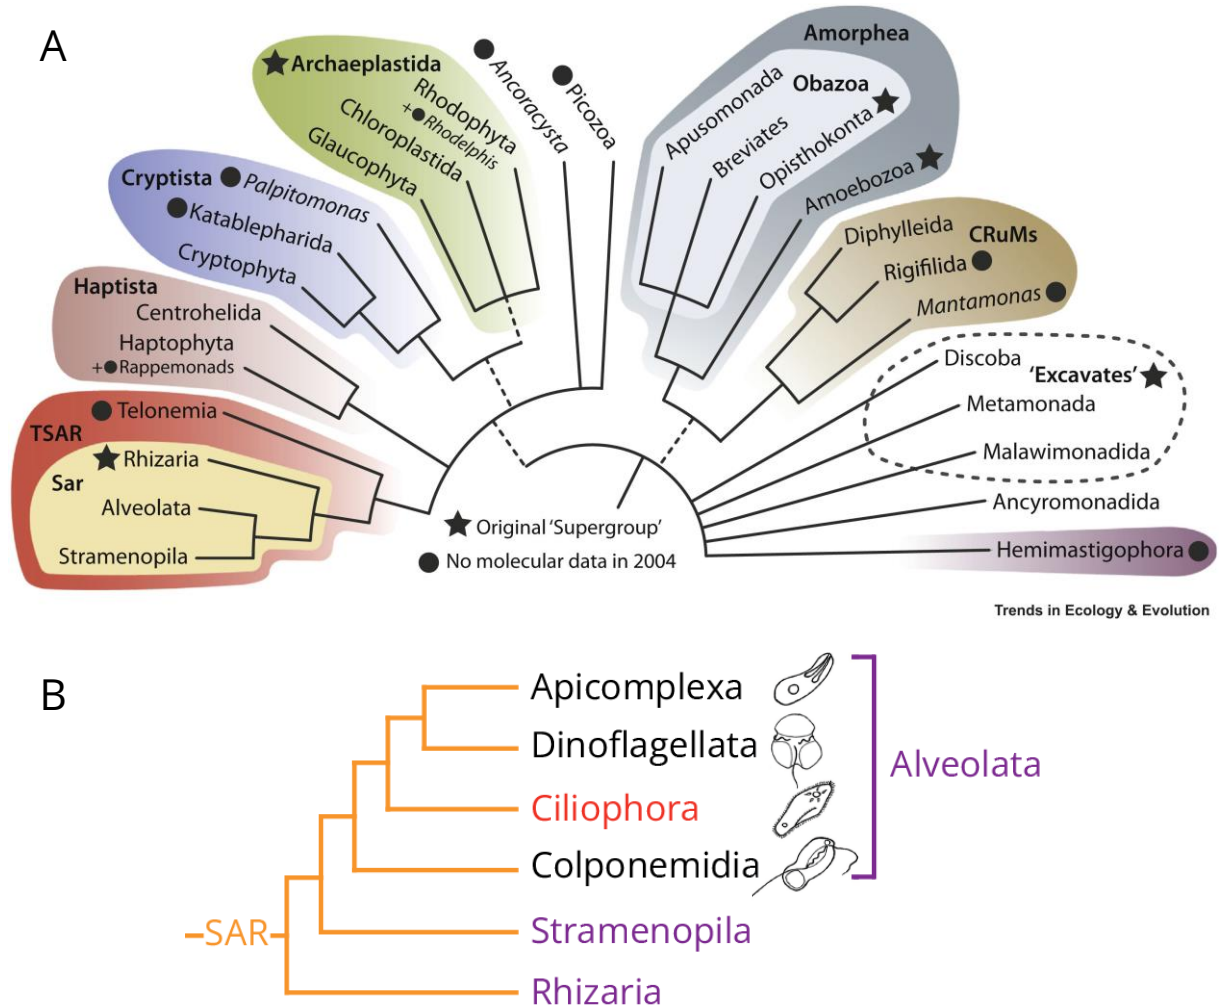 A
Archaeplastida
Rhodophyta
+ Rhodelphis
Chloroplastida
Glaucophyta
Ancoracysta
Picozoa
Amorphea
Obazoa
Apusomonada
Breviates
Opisthokonta
Amoebozoa
Cryptista
Palpitomonas
Katablepharida
Cryptophyta
Diphylleida
CRuMs
Rigifilida
Mantamonas
Haptista
Centrohelida
Haptophyta
+ Rappemonads
Discoba
'Excavates'
Metamonada
Malawimonadida
Ancyromonadida
Hemimastigophora
Telonemia
TSAR
Rhizaria
Sar
Alveolata
Stramenopila
Original 'Supergroup'
No molecular data in 2004
Trends in Ecology & Evolution
B
Apicomplexa
Dinoflagellata
Alveolata
Ciliophora
Colponemidia
SAR
Stramenopila
Rhizaria